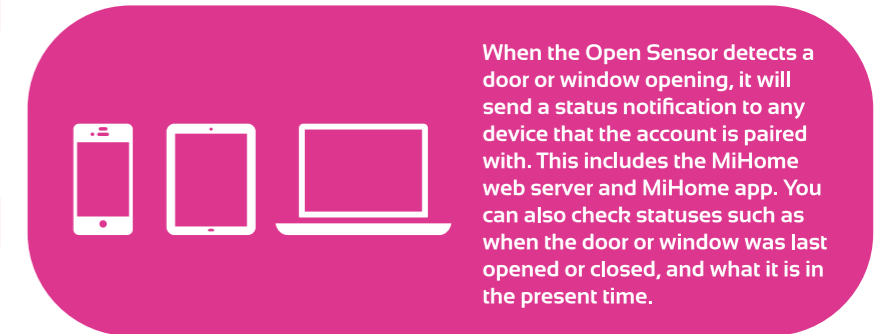 When the Open Sensor detects a
door or window opening, it will
send a status notification to any
device that the account is paired
with. This includes the MiHome
web server and MiHome app. You
can also check statuses such as
when the door or window was last
opened or closed, and what it is in
the present time.